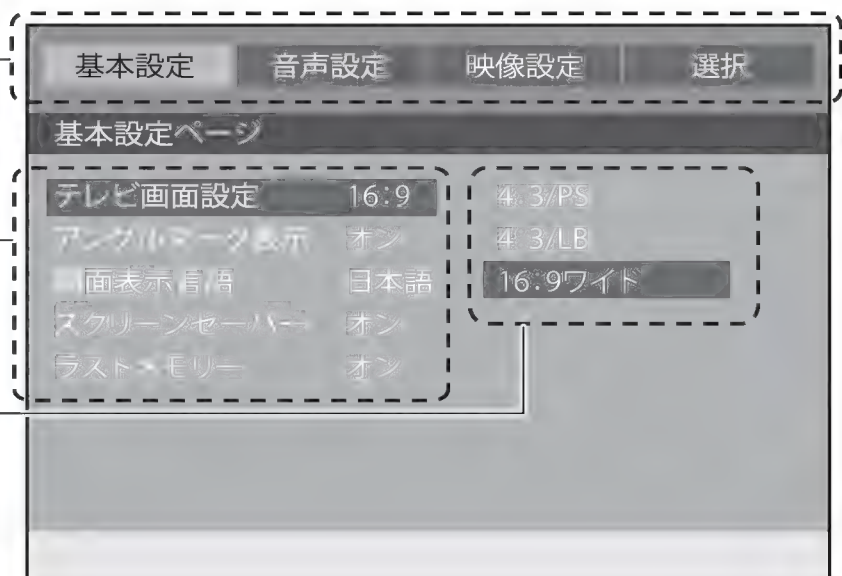 基本設定 音声設定 映像設定 選択
基本設定ページ
テレビ画面設定 16:9
アングルマーク表示 オン
面表示言語 日本語
スクリーンセーバー オン
ラストメモリー オン
4:3/PS
4:3/LB
16:9ワイド